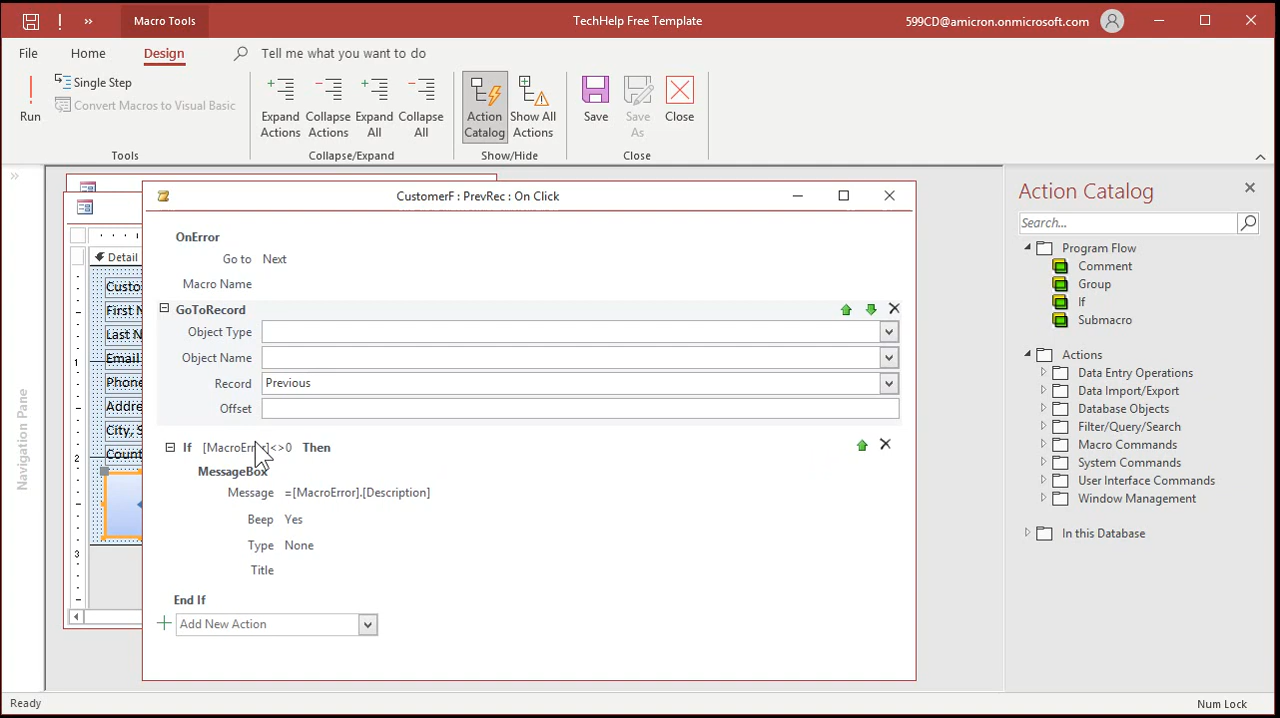 Macro Tools
TechHelp Free Template
599CD@amicron.onmicrosoft.com
File
Home
Design
Tell me what you want to do
Run
Single Step
Convert Macros to Visual Basic
Tools
Expand Actions
Collapse Actions
Expand All
Collapse All
Collapse/Expand
Action Catalog
Show All Actions
Show/Hide
Save
Save As
Close
Close
Navigation Pane
Detail
Custo
First N
Last N
Email
Phone
Addre
City, S
Count
1
2
3
CustomerF : PrevRec : On Click
OnError
Go to Next
Macro Name
GoToRecord
Object Type
Object Name
Record Previous
Offset
If [MacroError]<>0 Then
MessageBox
Message =[MacroError].[Description]
Beep Yes
Type None
Title
End If
Add New Action
Action Catalog
Search...
Program Flow
Comment
Group
If
Submacro
Actions
Data Entry Operations
Data Import/Export
Database Objects
Filter/Query/Search
Macro Commands
System Commands
User Interface Commands
Window Management
In this Database
Ready
Num Lock